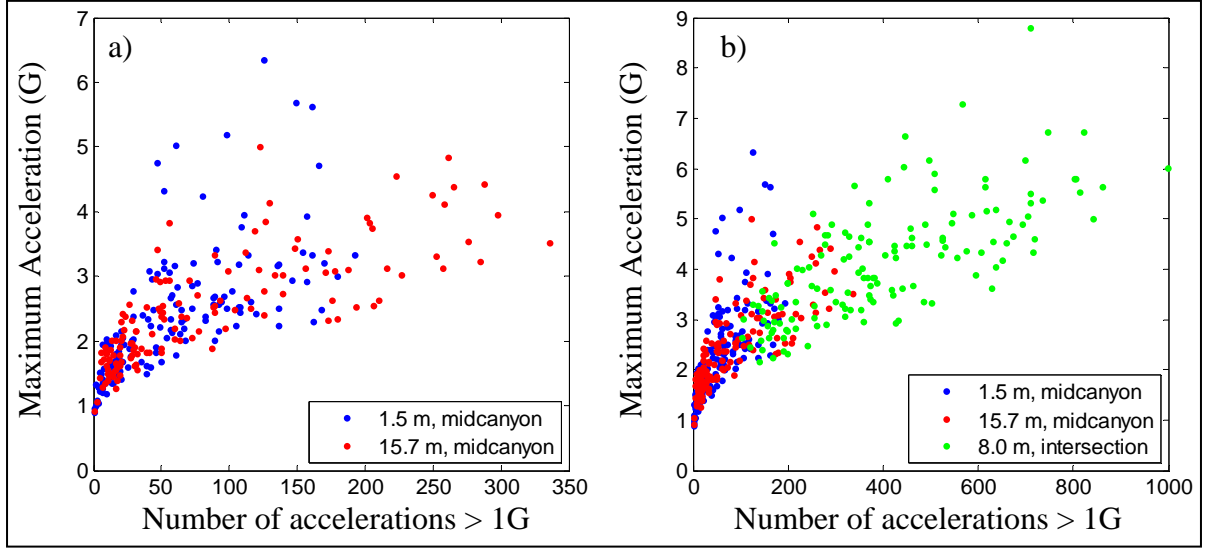 a)
Maximum Acceleration (G)
7
6
5
4
3
2
1
0
0 50 100 150 200 250 300 350
Number of accelerations > 1G
1.5 m, midcanyon
15.7 m, midcanyon
b)
Maximum Acceleration (G)
9
8
7
6
5
4
3
2
1
0
0 200 400 600 800 1000
Number of accelerations > 1G
1.5 m, midcanyon
15.7 m, midcanyon
8.0 m, intersection